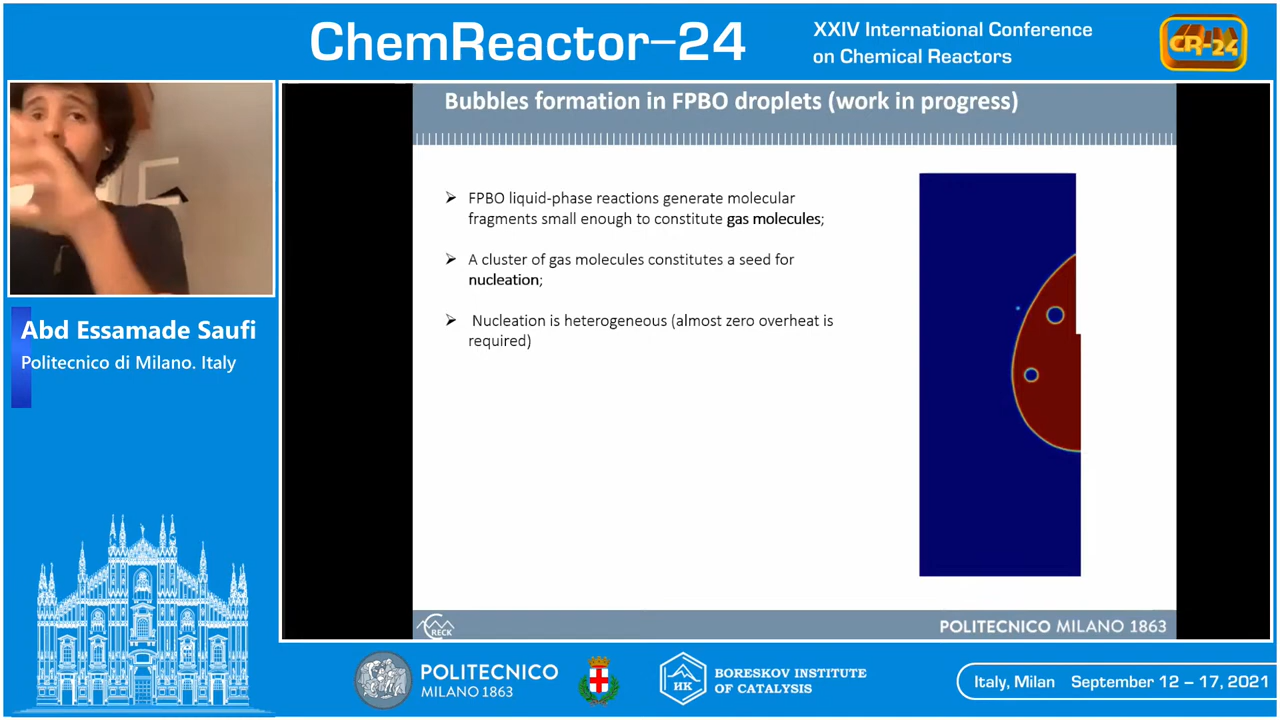 ChemReactor–24
XXIV International Conference
on Chemical Reactors
CR-24
Bubbles formation in FPBO droplets (work in progress)
➢ FPBO liquid-phase reactions generate molecular
fragments small enough to constitute gas molecules;
➢ A cluster of gas molecules constitutes a seed for
nucleation;
➢ Nucleation is heterogeneous (almost zero overheat is
required)
Abd Essamade Saufi
Politecnico di Milano. Italy
CRECK
POLITECNICO MILANO 1863
POLITECNICO
MILANO 1863
НК
BORESKOV INSTITUTE
OF CATALYSIS
Italy, Milan September 12 – 17, 2021